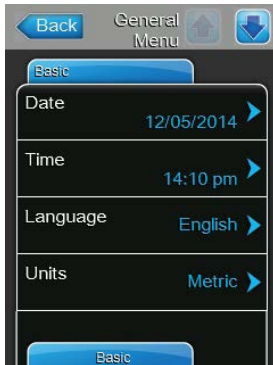 Back
General
Menu
Basic
Date
12/05/2014
Time
14:10 pm
Language
English
Units
Metric
Basic